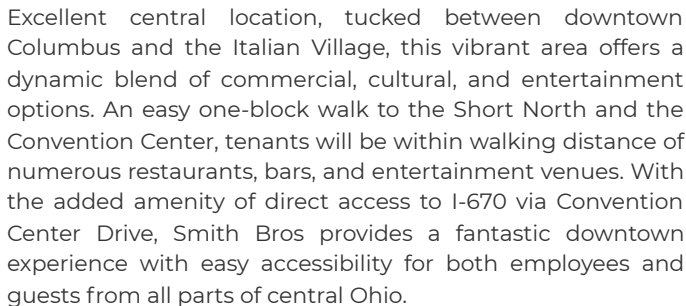 Excellent central location, tucked between downtown
Columbus and the Italian Village, this vibrant area offers a
dynamic blend of commercial, cultural, and entertainment
options. An easy one-block walk to the Short North and the
Convention Center, tenants will be within walking distance of
numerous restaurants, bars, and entertainment venues. With
the added amenity of direct access to I-670 via Convention
Center Drive, Smith Bros provides a fantastic downtown
experience with easy accessibility for both employees and
guests from all parts of central Ohio.